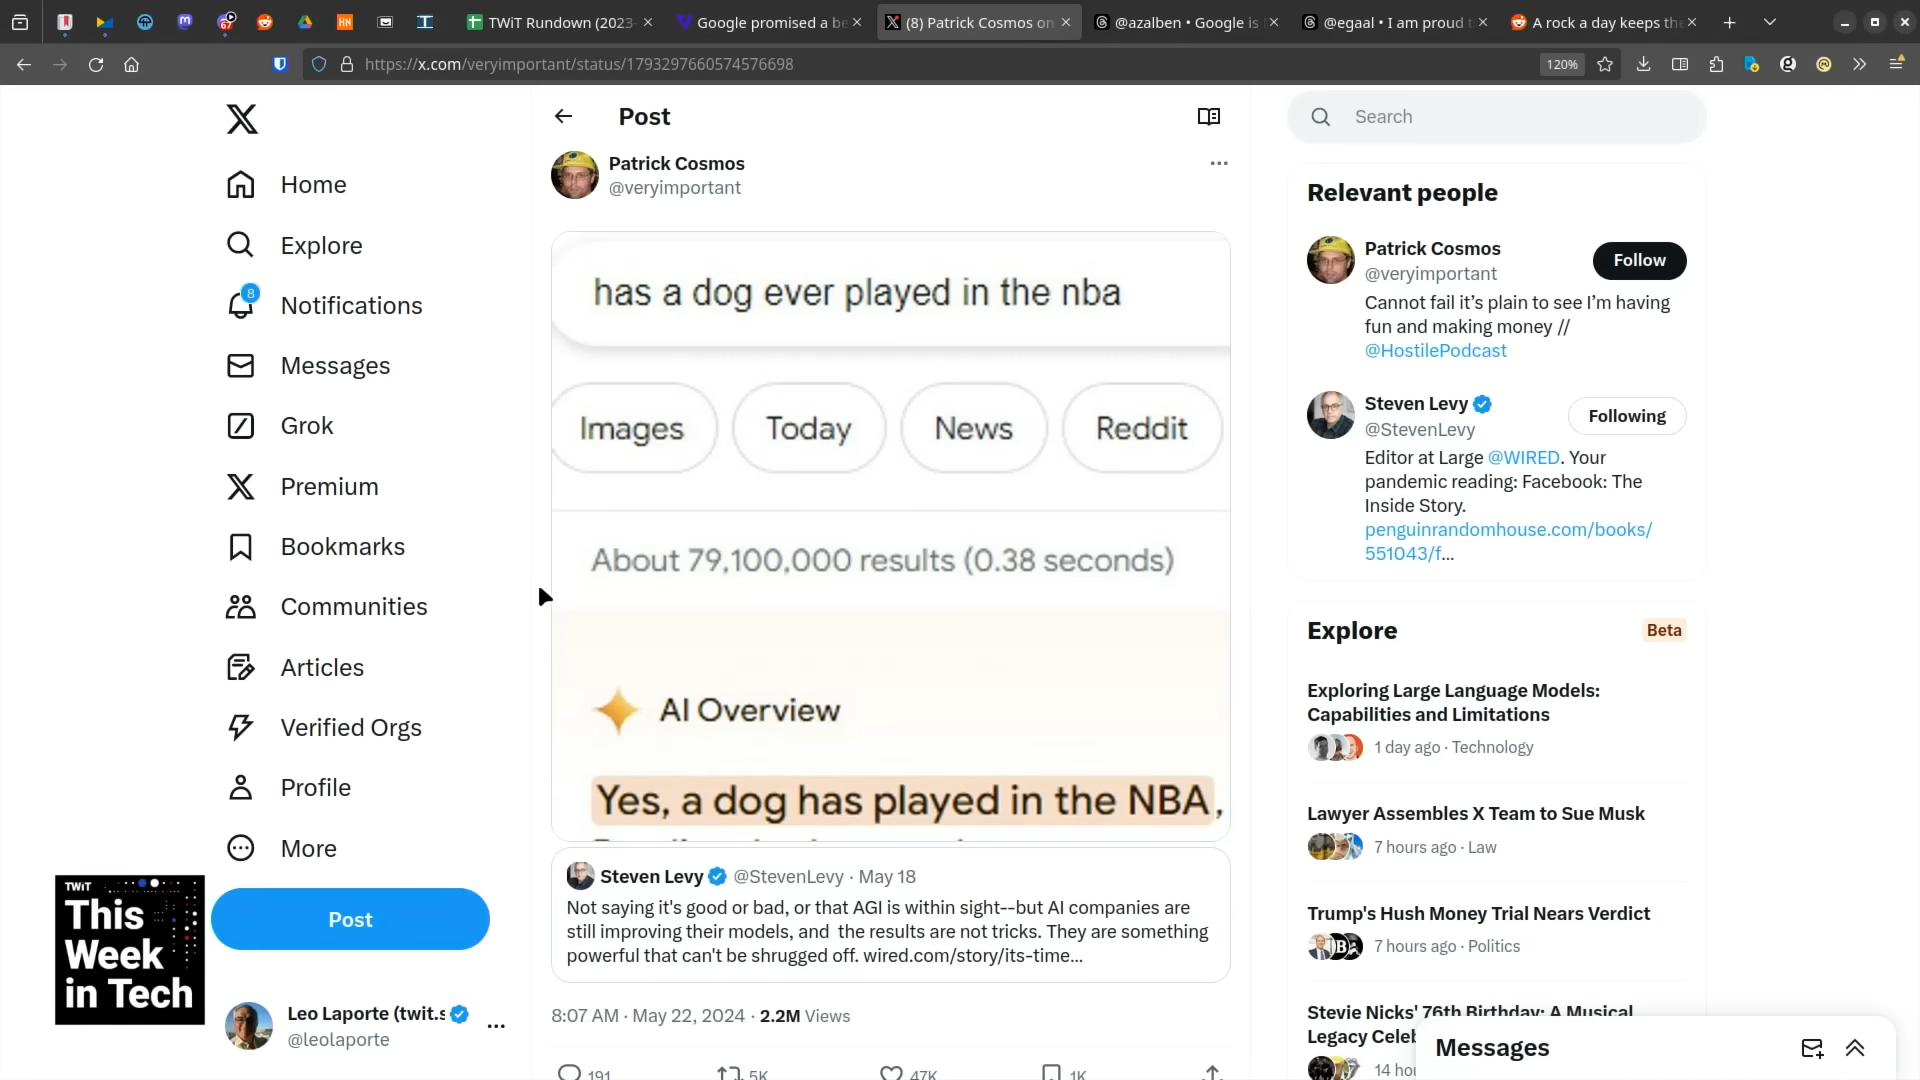 TWiT Rundown (2023-
Google promised a be
(8) Patrick Cosmos on
@azalben • Google is
@egaal • I am proud t
A rock a day keeps the
https://x.com/veryimportant/status/1793297660574576698
120%
Home
Explore
8
Notifications
Messages
Grok
Premium
Bookmarks
Communities
Articles
Verified Orgs
Profile
More
Post
TWiT
This
Week
in Tech
Leo Laporte (twit.s
@leolaporte
Post
Patrick Cosmos
@veryimportant
has a dog ever played in the nba
Images
Today
News
Reddit
About 79,100,000 results (0.38 seconds)
AI Overview
Yes, a dog has played in the NBA,
Steven Levy @StevenLevy · May 18
Not saying it's good or bad, or that AGI is within sight--but AI companies are
still improving their models, and the results are not tricks. They are something
powerful that can't be shrugged off. wired.com/story/its-time...
8:07 AM · May 22, 2024 · 2.2M Views
191
5K
47K
1K
Search
Relevant people
Patrick Cosmos
@veryimportant
Follow
Cannot fail it’s plain to see I’m having
fun and making money //
@HostilePodcast
Steven Levy
@StevenLevy
Following
Editor at Large @WIRED. Your
pandemic reading: Facebook: The
Inside Story.
penguinrandomhouse.com/books/
551043/f…
Explore
Beta
Exploring Large Language Models:
Capabilities and Limitations
1 day ago · Technology
Lawyer Assembles X Team to Sue Musk
7 hours ago · Law
Trump's Hush Money Trial Nears Verdict
7 hours ago · Politics
Stevie Nicks' 76th Birthday: A Musical
Legacy Celeb
14 hou
Messages